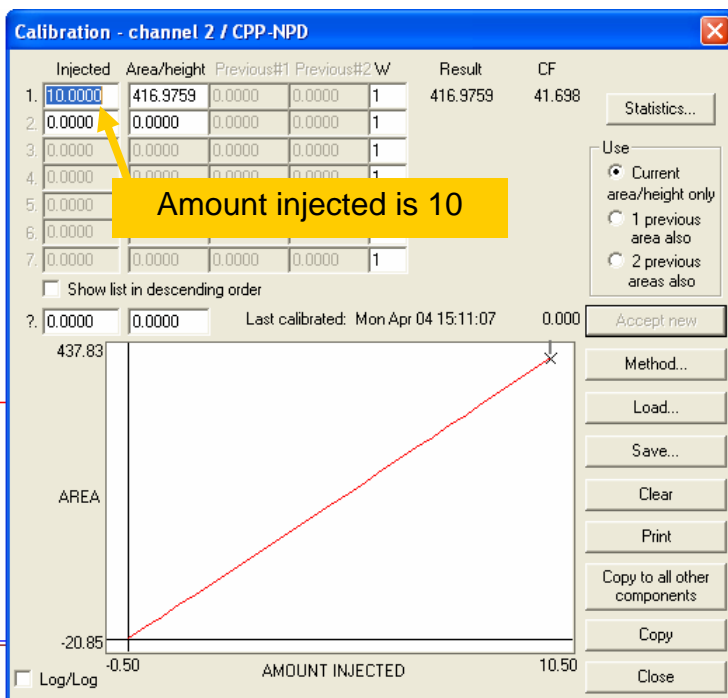 Calibration - channel 2 / CPP-NPD
Injected Area/height Previous#1 Previous#2 W Result CF
1. 10.0000 416.9759 0.0000 0.0000 1 416.9759 41.698
Statistics...
2. 0.0000 0.0000 0.0000 0.0000 1
3. 0.0000 0.0000 0.0000 0.0000 1
Use
Current
area/height only
4. 0.0000 1
Amount injected is 10
5. 0.0000 1
1 previous
area also
6. 0.0000 1
2 previous
areas also
7. 0.0000 0.0000 0.0000 0.0000 1
Show list in descending order
?. 0.0000 0.0000 Last calibrated: Mon Apr 04 15:11:07 0.000
Accept new
437.83
Method...
Load...
Save...
AREA
Clear
Print
Copy to all other
components
-20.85
Copy
-0.50 AMOUNT INJECTED 10.50
Log/Log
Close